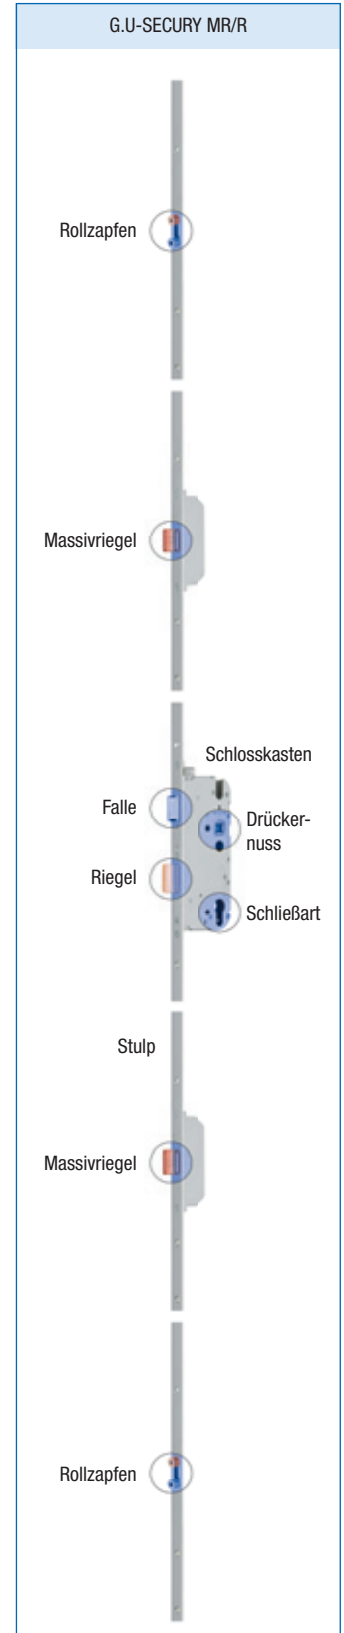 G.U-SECURY MR/R
Rollzapfen
Massivriegel
Schlosskasten
Falle
Drücker-
nuss
Riegel
Schließart
Stulp
Massivriegel
Rollzapfen